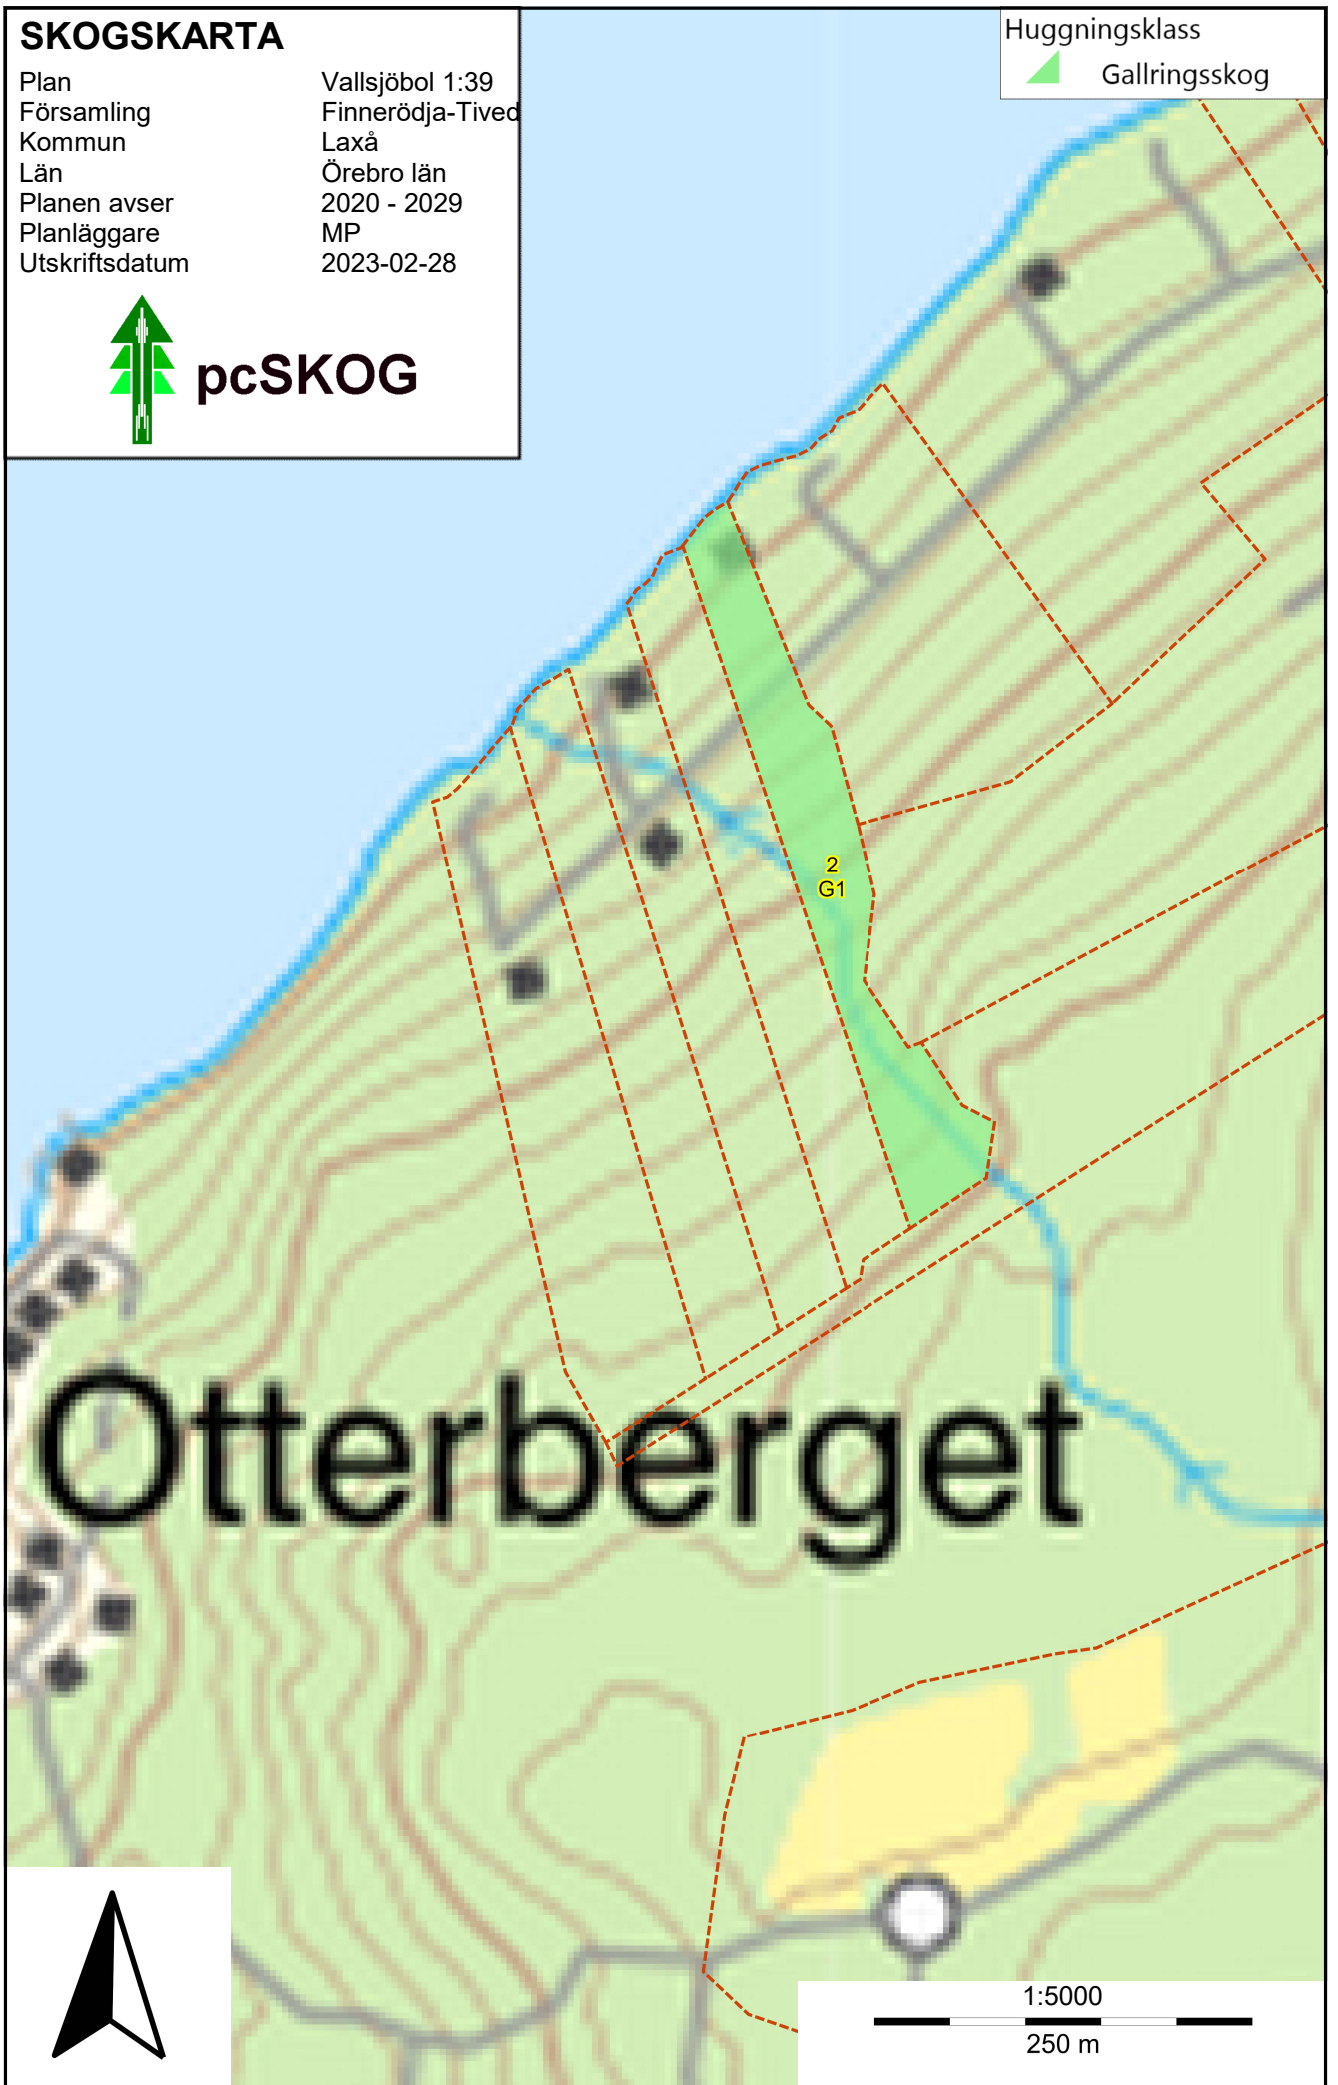 SKOGSKARTA
Plan Vallsjöbol 1:39
Församling Finnerödja-Tived
Kommun Laxå
Län Örebro län
Planen avser 2020 - 2029
Planläggare MP
Utskriftsdatum 2023-02-28
pcSKOG
Huggningsklass
Gallringsskog
2
G1
Otterberget
1:5000
250 m